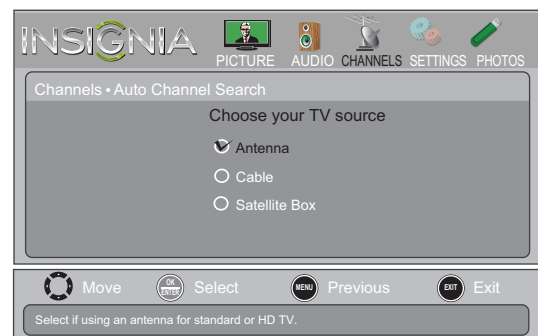 INSIGNIA
PICTURE AUDIO CHANNELS SETTINGS PHOTOS
Channels • Auto Channel Search
Choose your TV source
Antenna
Cable
Satellite Box
Move OK ENTER Select MENU Previous EXIT Exit
Select if using an antenna for standard or HD TV.